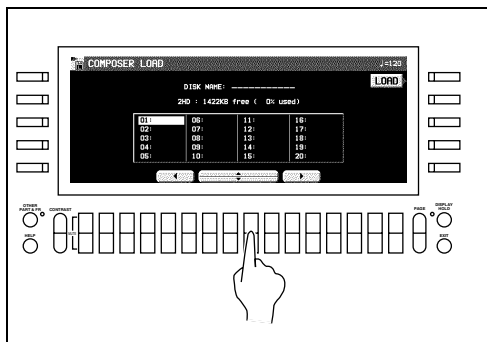 COMPOSER LOAD
♩=120
LOAD
DISK NAME: ____________
2HD : 1422KB free ( 0% used)
01: 06: 11: 16:
02: 07: 12: 17:
03: 08: 13: 18:
04: 09: 14: 19:
05: 10: 15: 20:
OTHER
PART & FR
CONTRAST
MUTE
HELP
PAGE
DISPLAY
HOLD
EXIT